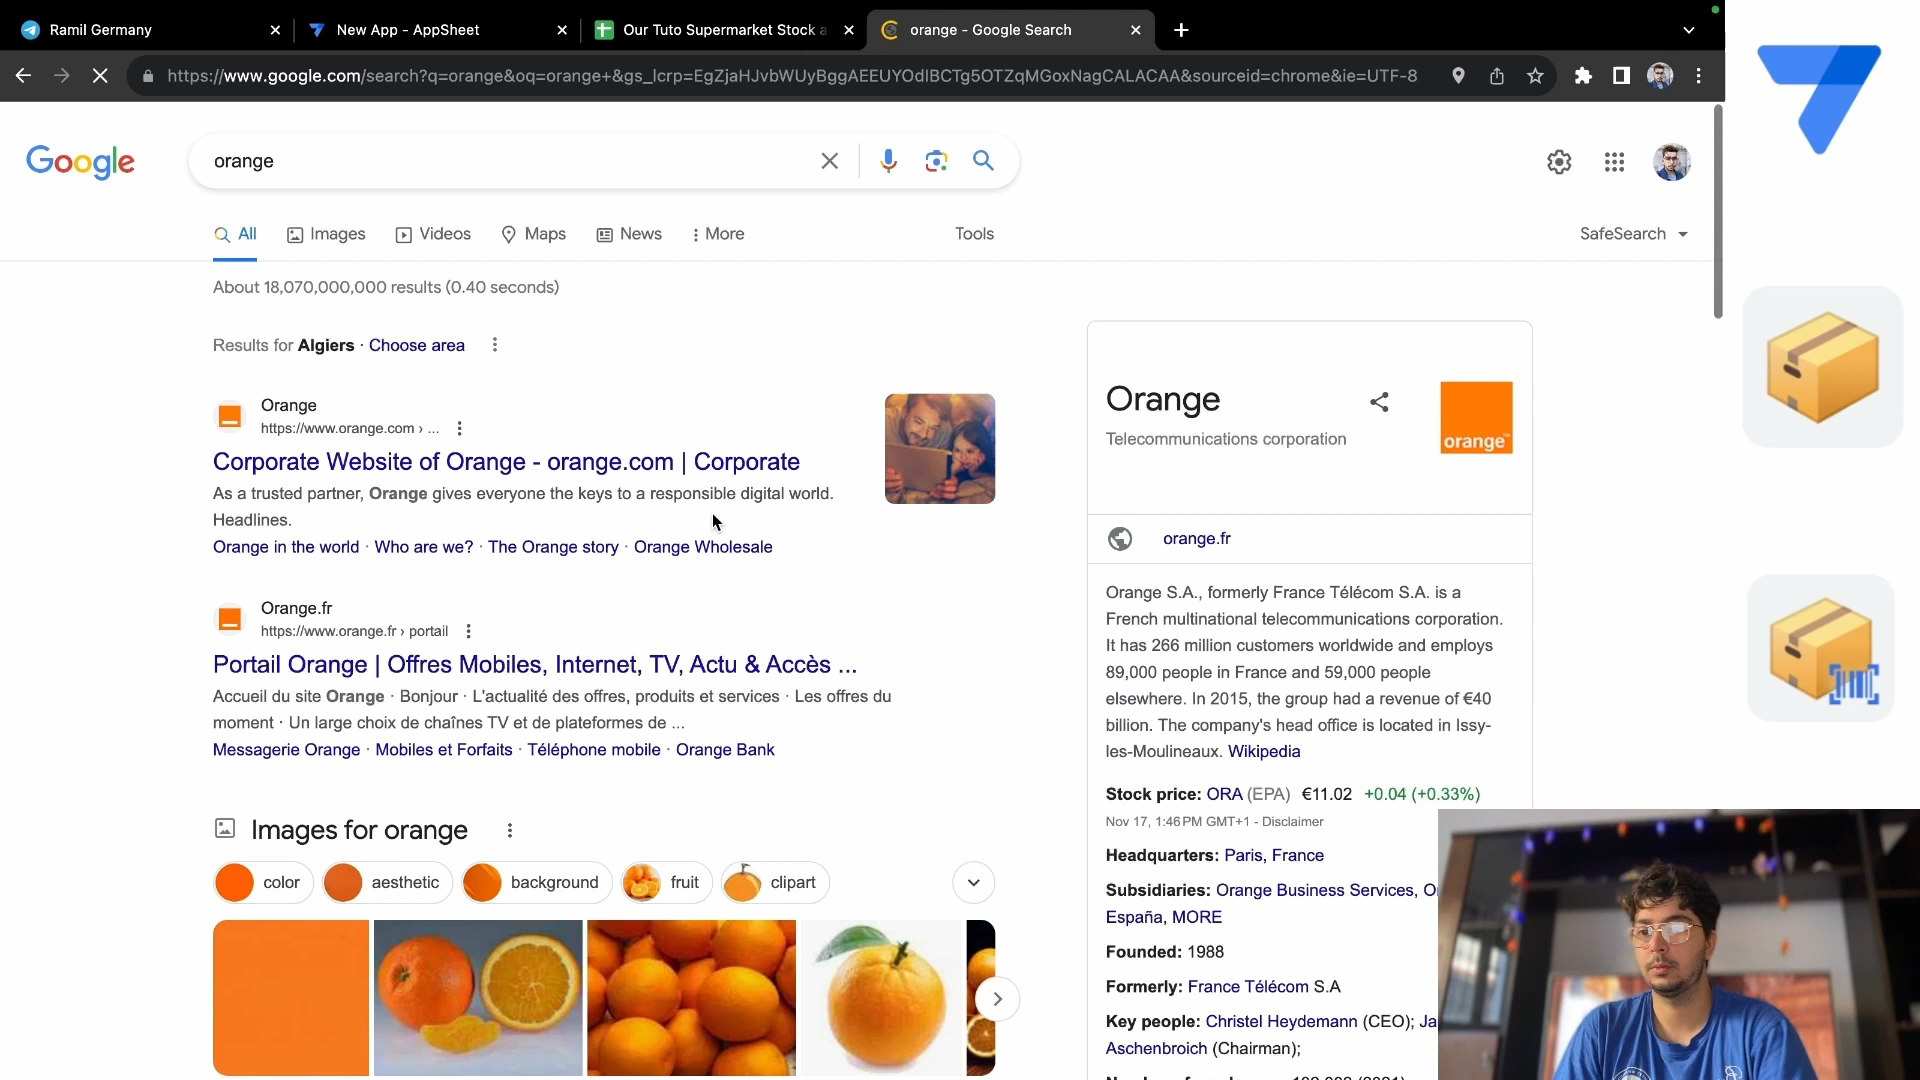 Ramil Germany
New App - AppSheet
Our Tuto Supermarket Stock a
orange - Google Search
https://www.google.com/search?q=orange&oq=orange+&gs_lcrp=EgZjaHJvbWUyBggAEEUYOdIBCTg5OTZqMGoxNagCALACAA&sourceid=chrome&ie=UTF-8
Google
orange
All
Images
Videos
Maps
News
More
Tools
SafeSearch
About 18,070,000,000 results (0.40 seconds)
Results for Algiers · Choose area
Orange
https://www.orange.com › ...
Corporate Website of Orange - orange.com | Corporate
As a trusted partner, Orange gives everyone the keys to a responsible digital world.
Headlines.
Orange in the world · Who are we? · The Orange story · Orange Wholesale
Orange.fr
https://www.orange.fr › portail
Portail Orange | Offres Mobiles, Internet, TV, Actu & Accès ...
Accueil du site Orange · Bonjour · L'actualité des offres, produits et services · Les offres du
moment · Un large choix de chaînes TV et de plateformes de ...
Messagerie Orange · Mobiles et Forfaits · Téléphone mobile · Orange Bank
Images for orange
color
aesthetic
background
fruit
clipart
Orange
Telecommunications corporation
orange™
orange.fr
Orange S.A., formerly France Télécom S.A. is a
French multinational telecommunications corporation.
It has 266 million customers worldwide and employs
89,000 people in France and 59,000 people
elsewhere. In 2015, the group had a revenue of €40
billion. The company's head office is located in Issy-
les-Moulineaux. Wikipedia
Stock price: ORA (EPA) €11.02 +0.04 (+0.33%)
Nov 17, 1:46 PM GMT+1 - Disclaimer
Headquarters: Paris, France
Subsidiaries: Orange Business Services, O
España, MORE
Founded: 1988
Formerly: France Télécom S.A
Key people: Christel Heydemann (CEO); Ja
Aschenbroich (Chairman);